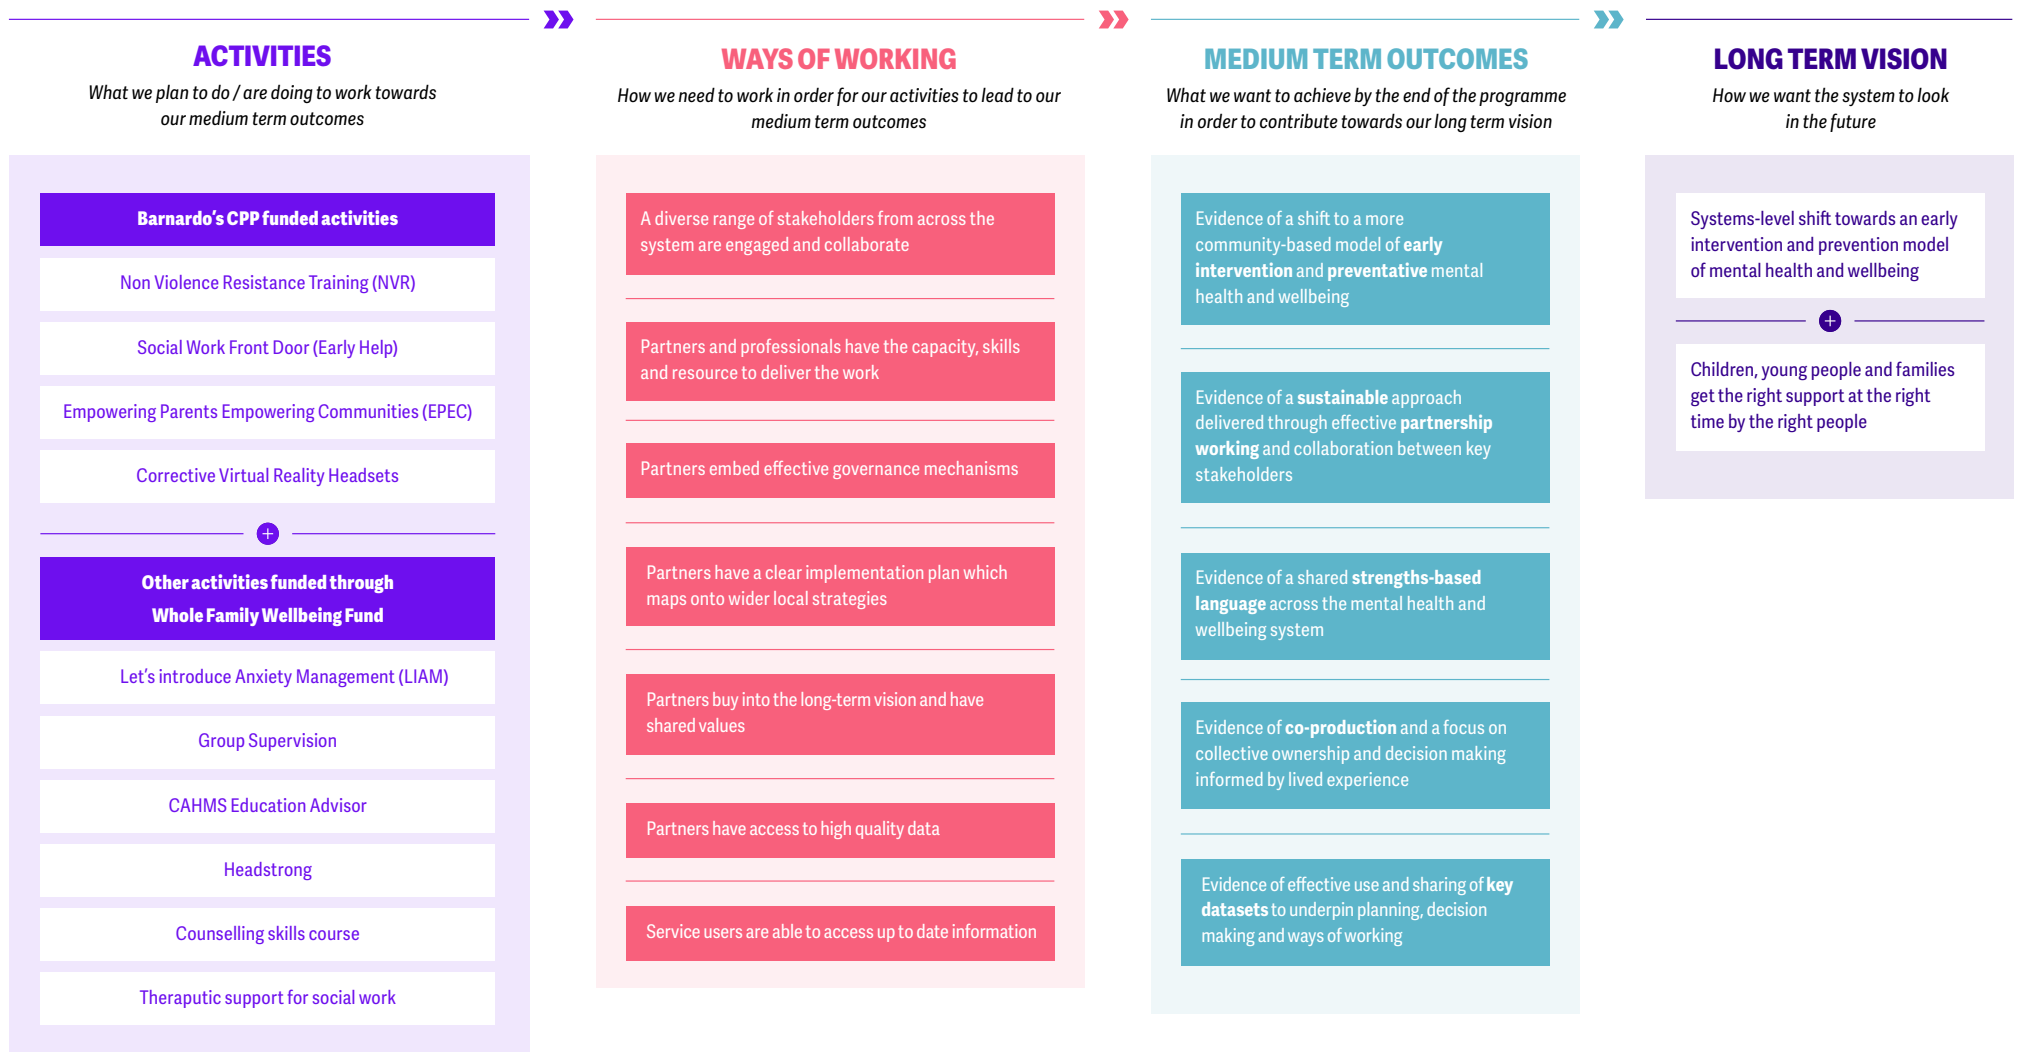 ACTIVITIES
What we plan to do / are doing to work towards
our medium term outcomes
Barnardo's CPP funded activities
Non Violence Resistance Training (NVR)
Social Work Front Door (Early Help)
Empowering Parents Empowering Communities (EPEC)
Corrective Virtual Reality Headsets
+
Other activities funded through
Whole Family Wellbeing Fund
Let's introduce Anxiety Management (LIAM)
Group Supervision
CAHMS Education Advisor
Headstrong
Counselling skills course
Theraputic support for social work
WAYS OF WORKING
How we need to work in order for our activities to lead to our
medium term outcomes
A diverse range of stakeholders from across the
system are engaged and collaborate
Partners and professionals have the capacity, skills
and resource to deliver the work
Partners embed effective governance mechanisms
Partners have a clear implementation plan which
maps onto wider local strategies
Partners buy into the long-term vision and have
shared values
Partners have access to high quality data
Service users are able to access up to date information
MEDIUM TERM OUTCOMES
What we want to achieve by the end of the programme
in order to contribute towards our long term vision
Evidence of a shift to a more
community-based model of early
intervention and preventative mental
health and wellbeing
Evidence of a sustainable approach
delivered through effective partnership
working and collaboration between key
stakeholders
Evidence of a shared strengths-based
language across the mental health and
wellbeing system
Evidence of co-production and a focus on
collective ownership and decision making
informed by lived experience
Evidence of effective use and sharing of key
datasets to underpin planning, decision
making and ways of working
LONG TERM VISION
How we want the system to look
in the future
Systems-level shift towards an early
intervention and prevention model
of mental health and wellbeing
+
Children, young people and families
get the right support at the right
time by the right people